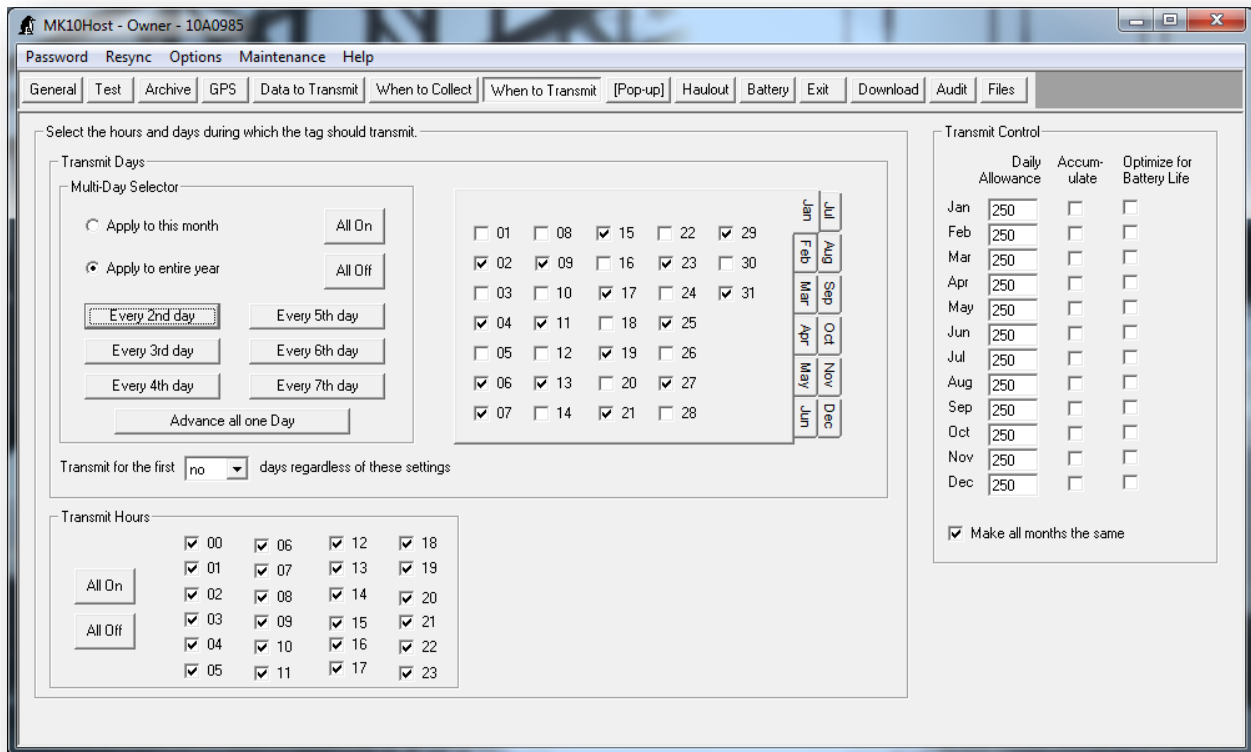 MK10Host - Owner - 10A0985
Password Resync Options Maintenance Help
General Test Archive GPS Data to Transmit When to Collect When to Transmit [Pop-up] Haulout Battery Exit Download Audit Files
Select the hours and days during which the tag should transmit.
Transmit Days
Multi-Day Selector
Apply to this month All On
Apply to entire year All Off
Every 2nd day Every 5th day
Every 3rd day Every 6th day
Every 4th day Every 7th day
Advance all one Day
01 08 15 22 29
02 09 16 23 30
03 10 17 24 31
04 11 18 25
05 12 19 26
06 13 20 27
07 14 21 28
Jan Jul
Feb Aug
Mar Sep
Apr Oct
May Nov
Jun Dec
Transmit for the first no days regardless of these settings
Transmit Hours
All On
All Off
00 06 12 18
01 07 13 19
02 08 14 20
03 09 15 21
04 10 16 22
05 11 17 23
Transmit Control
Daily Accum- Optimize for
Allowance ulate Battery Life
Jan 250
Feb 250
Mar 250
Apr 250
May 250
Jun 250
Jul 250
Aug 250
Sep 250
Oct 250
Nov 250
Dec 250
Make all months the same